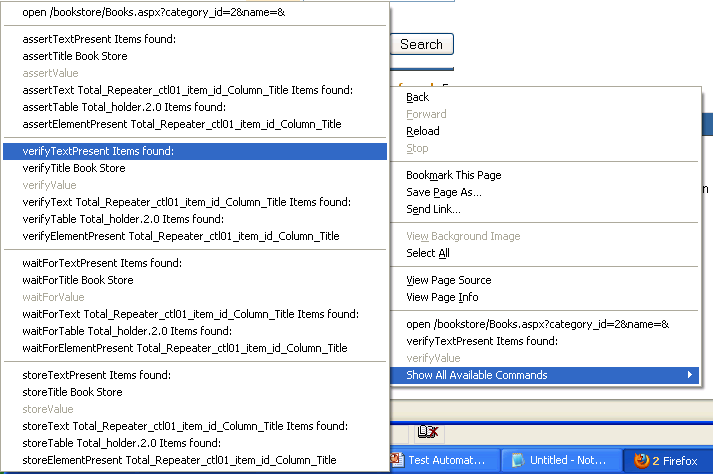 open /bookstore/Books.aspx?category_id=2&name=&
assertTextPresent Items found:
assertTitle Book Store
assertValue
assertText Total_Repeater_ctl01_item_id_Column_Title Items found:
assertTable Total_holder.2.0 Items found:
assertElementPresent Total_Repeater_ctl01_item_id_Column_Title
verifyTextPresent Items found:
verifyTitle Book Store
verifyValue
verifyText Total_Repeater_ctl01_item_id_Column_Title Items found:
verifyTable Total_holder.2.0 Items found:
verifyElementPresent Total_Repeater_ctl01_item_id_Column_Title
waitForTextPresent Items found:
waitForTitle Book Store
waitForValue
waitForText Total_Repeater_ctl01_item_id_Column_Title Items found:
waitForTable Total_holder.2.0 Items found:
waitForElementPresent Total_Repeater_ctl01_item_id_Column_Title
storeTextPresent Items found:
storeTitle Book Store
storeValue
storeText Total_Repeater_ctl01_item_id_Column_Title Items found:
storeTable Total_holder.2.0 Items found:
storeElementPresent Total_Repeater_ctl01_item_id_Column_Title
Search
Back
Forward
Reload
Stop
Bookmark This Page
Save Page As...
Send Link...
View Background Image
Select All
View Page Source
View Page Info
open /bookstore/Books.aspx?category_id=2&name=&
verifyTextPresent Items found:
verifyValue
Show All Available Commands
Test Automat...
Untitled - Not...
2 Firefox